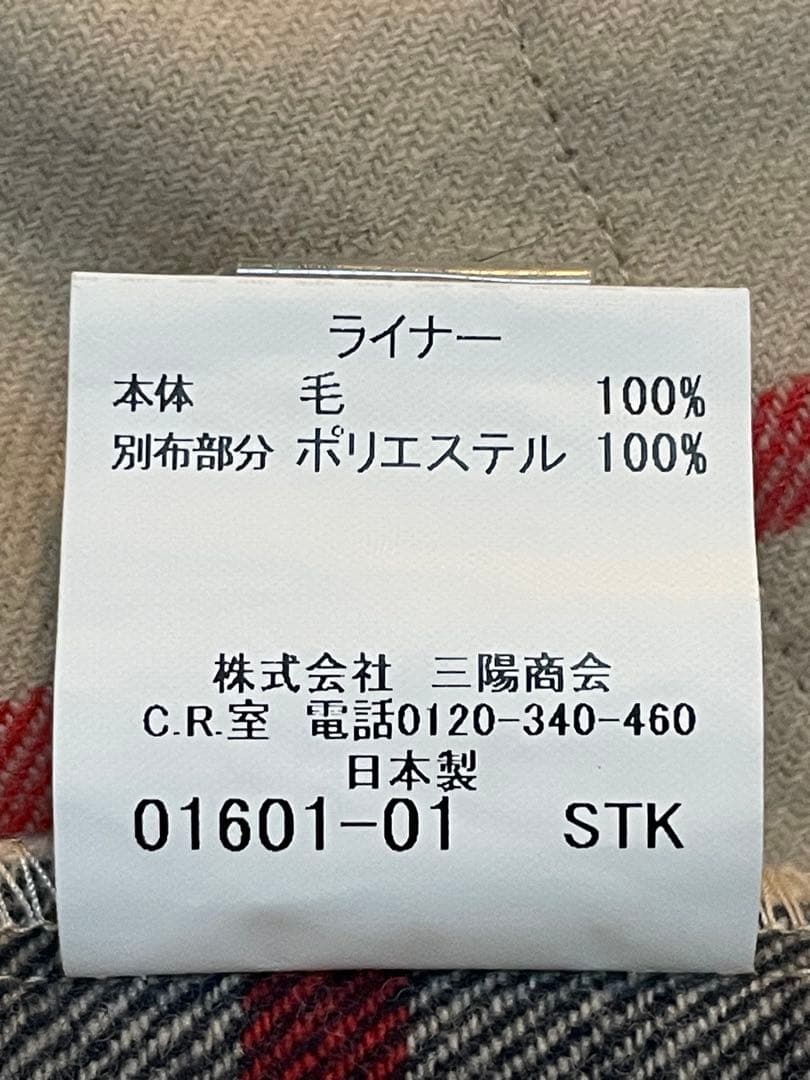 ライナー
本体 毛 100%
別布部分 ポリエステル 100%
株式会社 三陽商会
C.R.室 電話0120-340-460
日本製
01601-01 STK